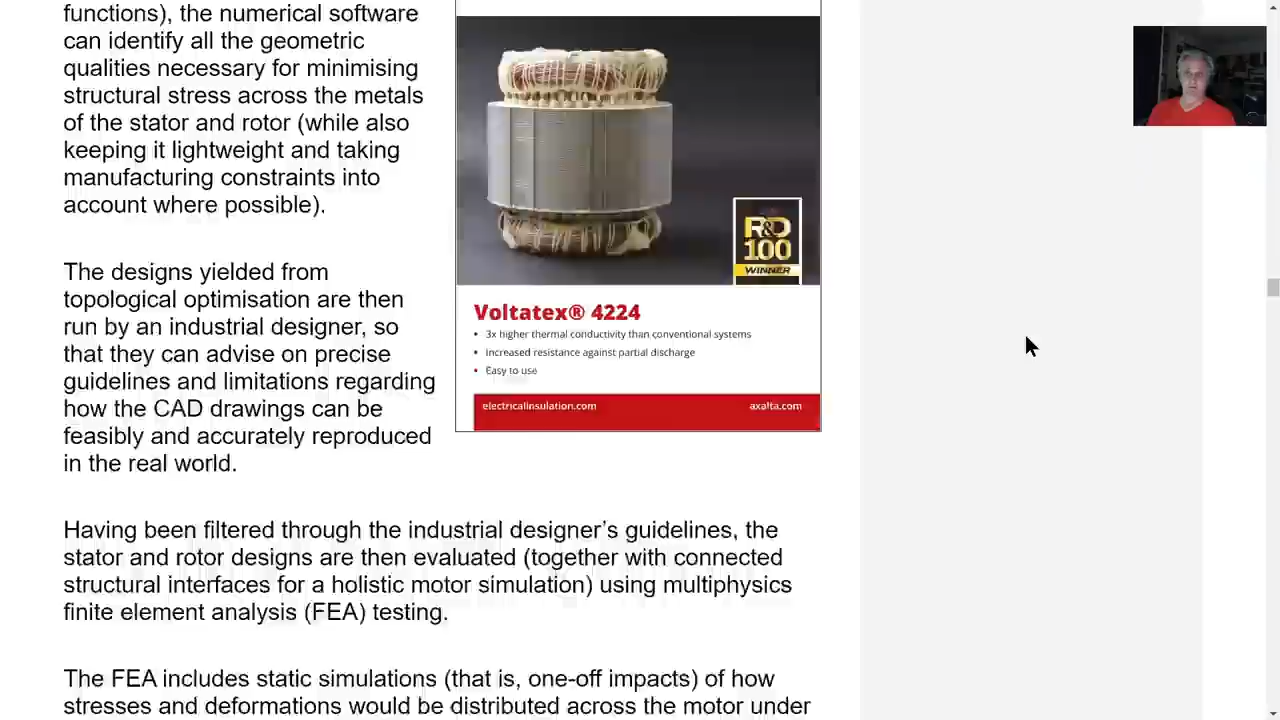 functions), the numerical software
can identify all the geometric
qualities necessary for minimising
structural stress across the metals
of the stator and rotor (while also
keeping it lightweight and taking
manufacturing constraints into
account where possible).
The designs yielded from
topological optimisation are then
run by an industrial designer, so
that they can advise on precise
guidelines and limitations regarding
how the CAD drawings can be
feasibly and accurately reproduced
in the real world.
R&D
100
WINNER
Voltatex® 4224
• 3x higher thermal conductivity than conventional systems
• Increased resistance against partial discharge
• Easy to use
electricalinsulation.com axalta.com
Having been filtered through the industrial designer’s guidelines, the
stator and rotor designs are then evaluated (together with connected
structural interfaces for a holistic motor simulation) using multiphysics
finite element analysis (FEA) testing.
The FEA includes static simulations (that is, one-off impacts) of how
stresses and deformations would be distributed across the motor under